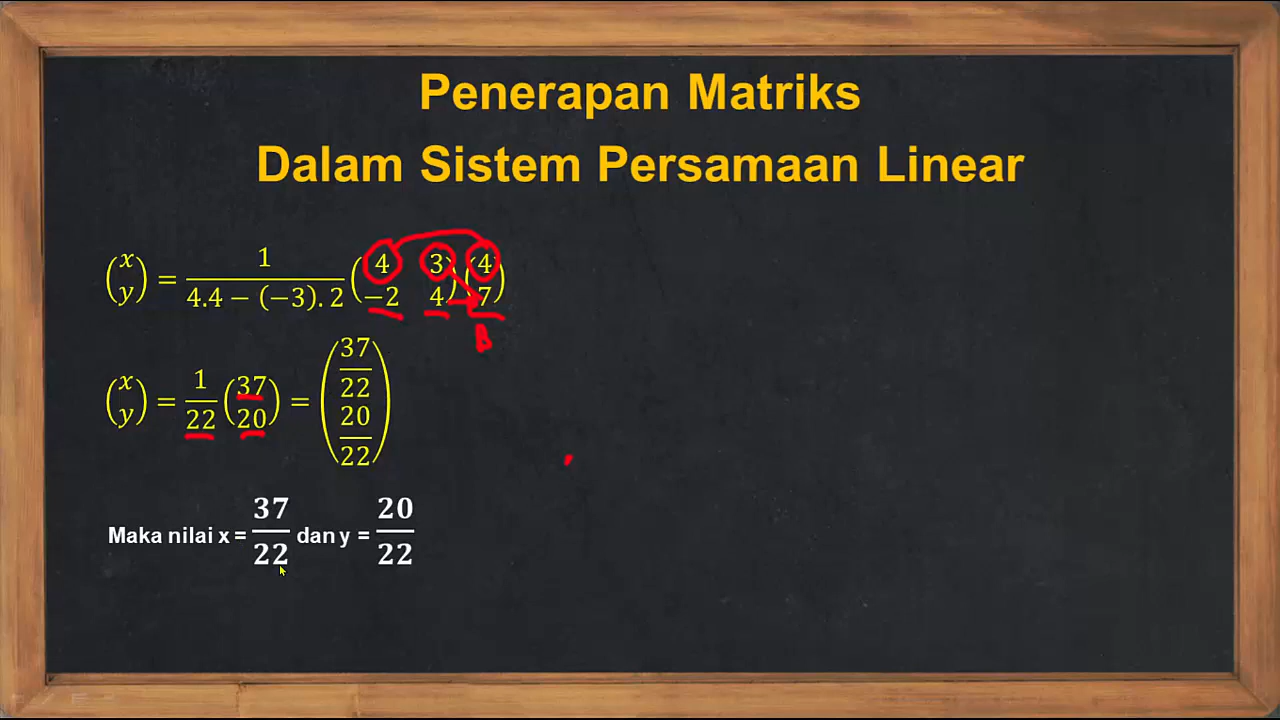 Penerapan Matriks
Dalam Sistem Persamaan Linear
(x y) = 1/(4.4 − (−3).2) (4 3 −2 4)(4 7)
B
(x y) = 1/22 (37 20) = (37/22 20/22)
Maka nilai x = 37/22 dan y = 20/22